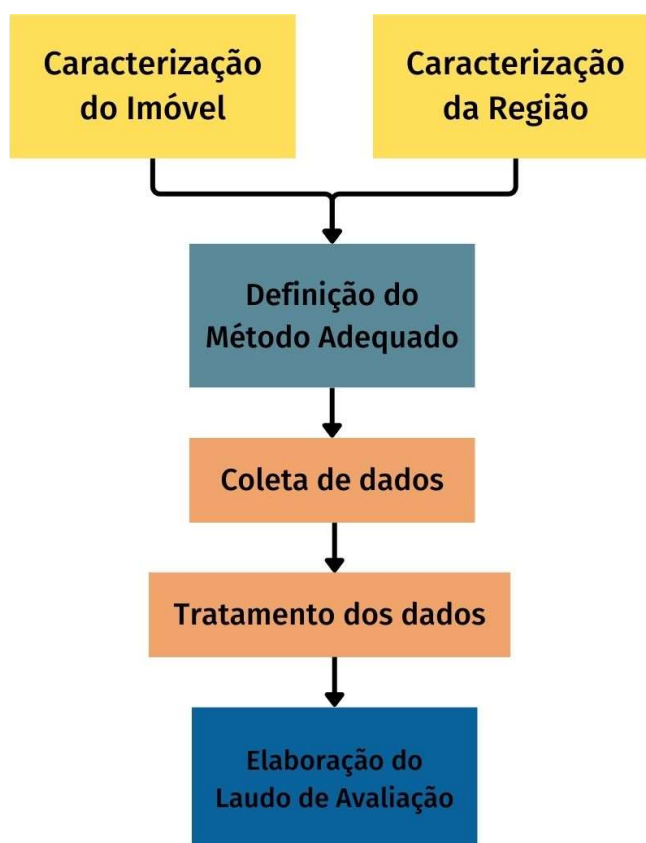 Caracterização
do Imóvel
Caracterização
da Região
Definição do
Método Adequado
Coleta de dados
Tratamento dos dados
Elaboração do
Laudo de Avaliação